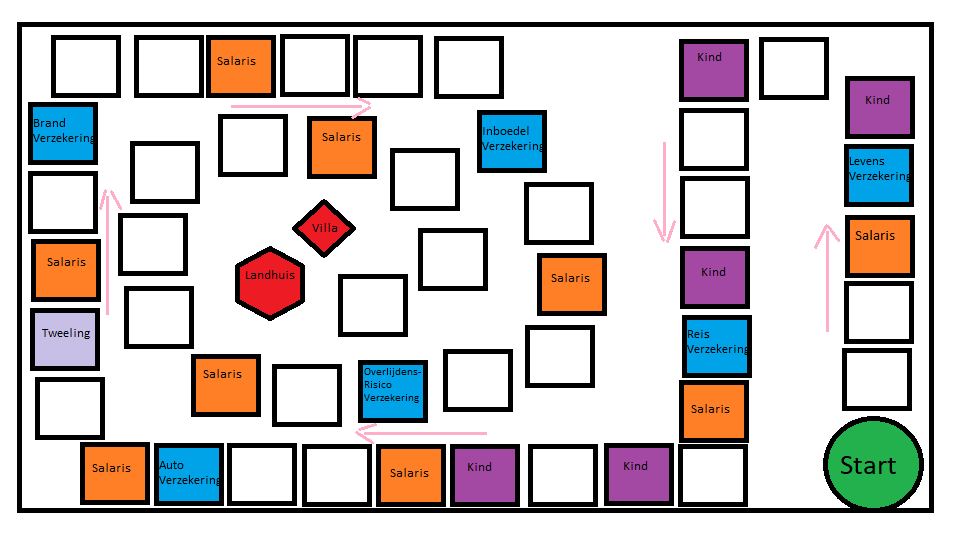 Salaris
Kind
Kind
Brand
Verzekering
Salaris
Inboedel
Verzekering
Levens
Verzekering
Villa
Salaris
Salaris
Landhuis
Kind
Salaris
Tweeling
Reis
Verzekering
Salaris
Overlijdens-
Risico
Verzekering
Salaris
Start
Salaris
Auto
Verzekering
Salaris
Kind
Kind